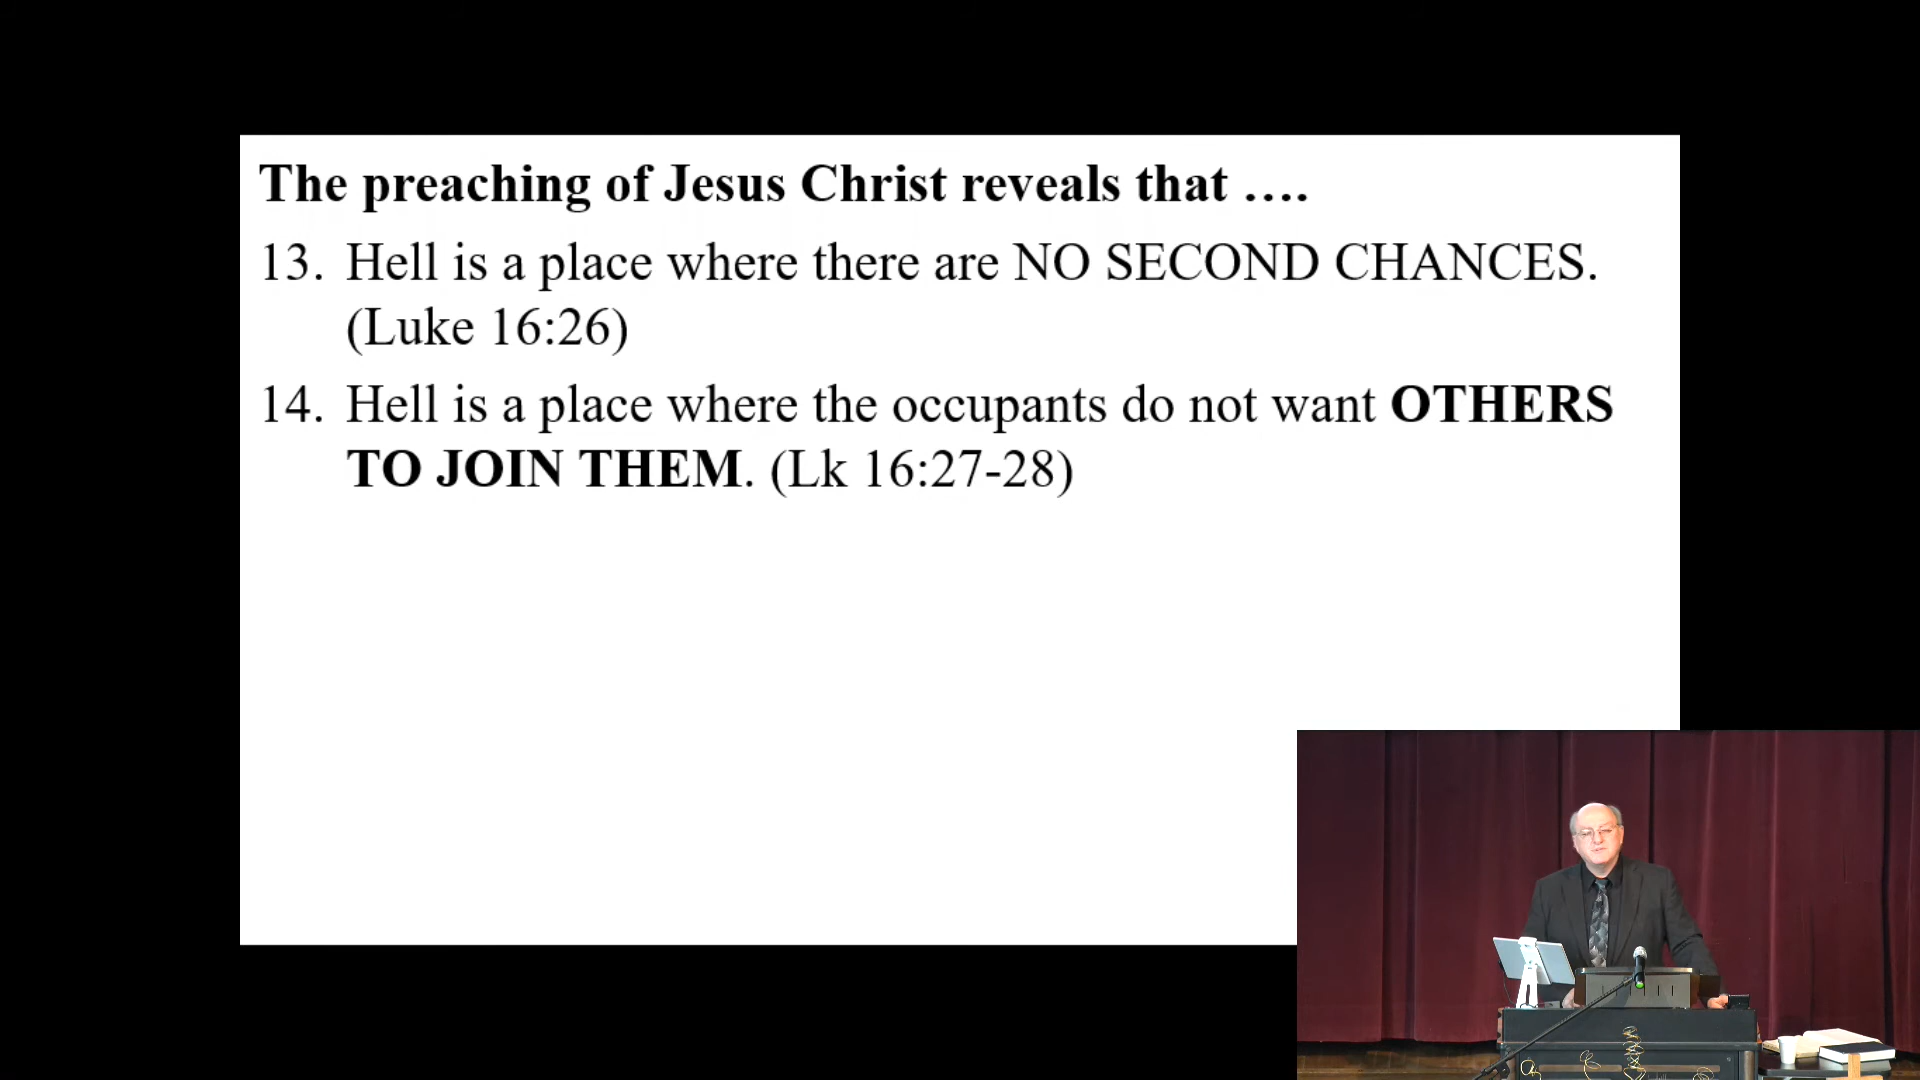 The preaching of Jesus Christ reveals that ....
13. Hell is a place where there are NO SECOND CHANCES.
(Luke 16:26)
14. Hell is a place where the occupants do not want OTHERS
TO JOIN THEM. (Lk 16:27-28)